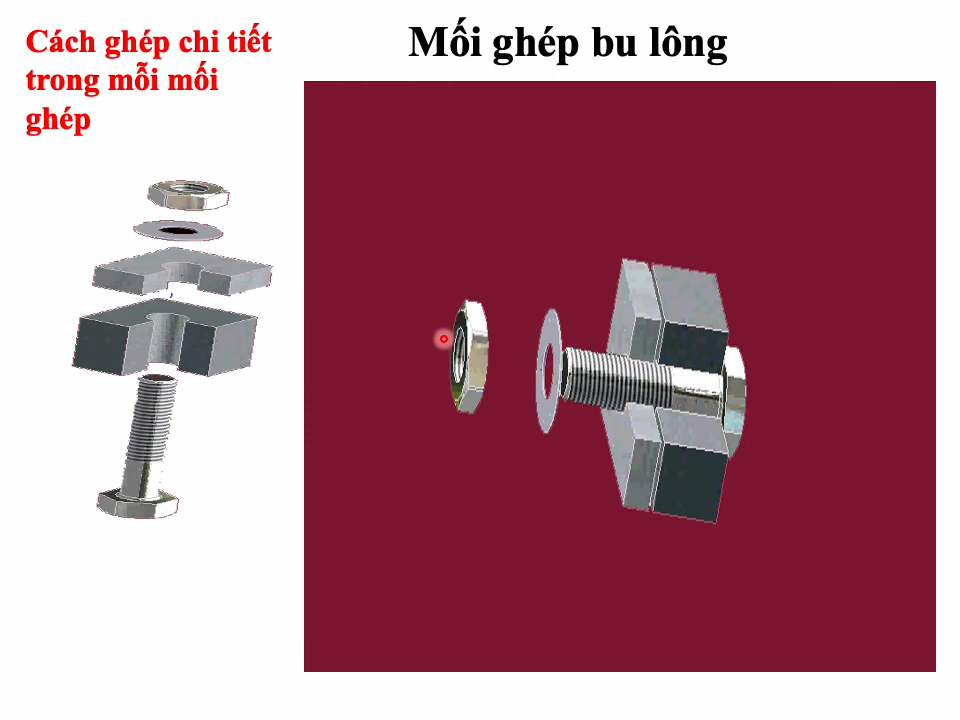 Cách ghép chi tiết
trong mỗi mối
ghép
Mối ghép bu lông